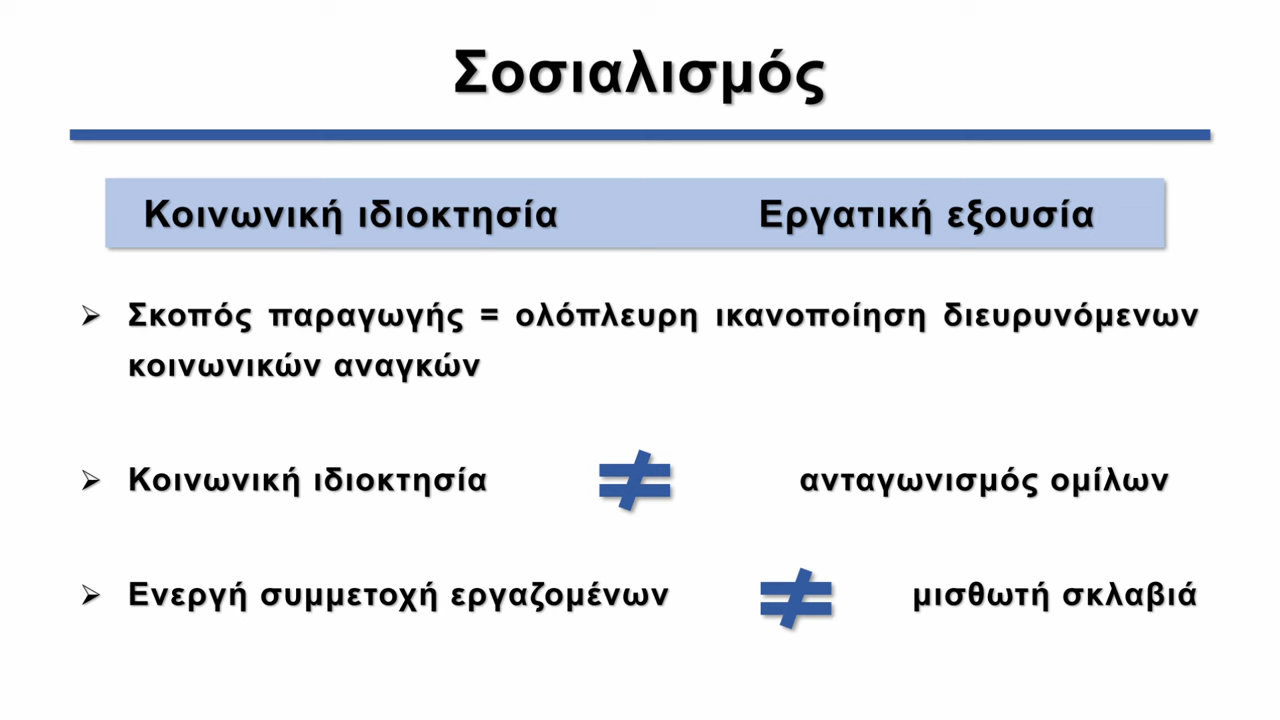 Σοσιαλισμός
Κοινωνική ιδιοκτησία Εργατική εξουσία
➢ Σκοπός παραγωγής = ολόπλευρη ικανοποίηση διευρυνόμενων
κοινωνικών αναγκών
➢ Κοινωνική ιδιοκτησία ≠ ανταγωνισμός ομίλων
➢ Ενεργή συμμετοχή εργαζομένων ≠ μισθωτή σκλαβιά